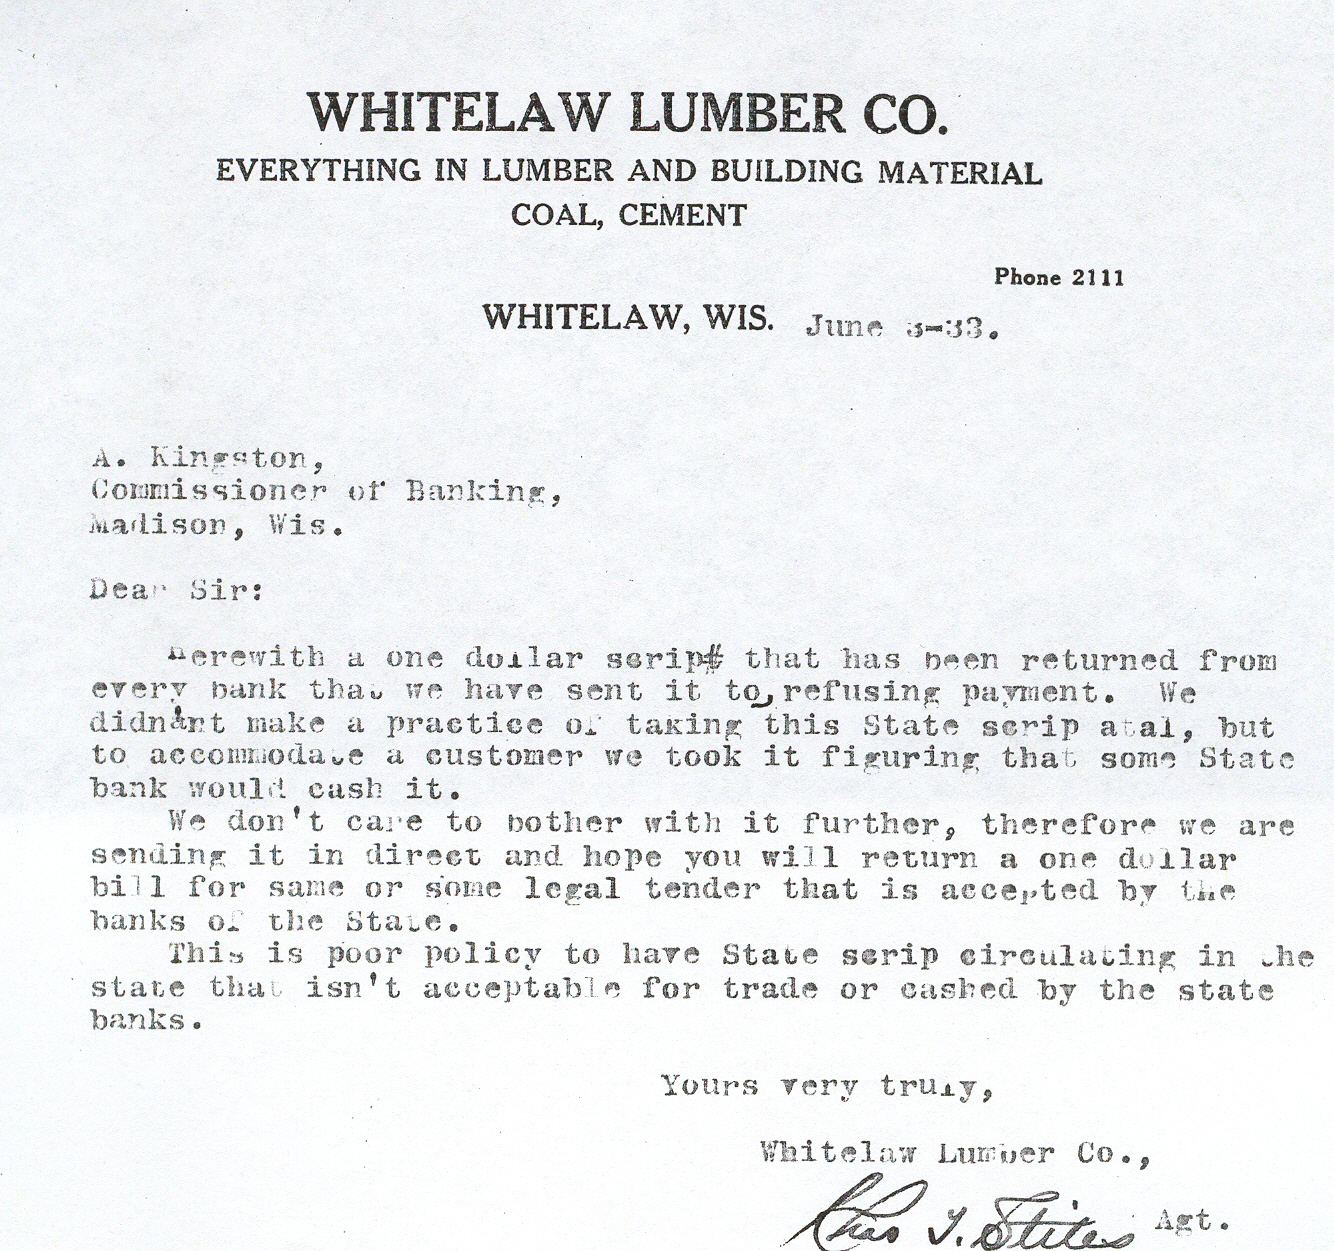 WHITELAW LUMBER CO.
EVERYTHING IN LUMBER AND BUILDING MATERIAL
COAL, CEMENT
Phone 2111
WHITELAW, WIS. June 3-33.
A. Kingston,
Commissioner of Banking,
Madison, Wis.
Dear Sir:
Herewith a one dollar scrip that has been returned from
every bank that we have sent it to, refusing payment. We
make a practice of taking this State scrip atal, but
to accommodate a customer we took it figuring that some State
bank would cash it.
We don't care to bother with it further, therefore we are
sending it in direct and hope you will return a one dollar
bill for same or some legal tender that is accepted by the
banks of the State.
This is poor policy to have State scrip circulating in the
state that isn't acceptable for trade or cashed by the state
banks.
Yours very truly,
Whitelaw Lumber Co.,
Chas J. Stites Agt.